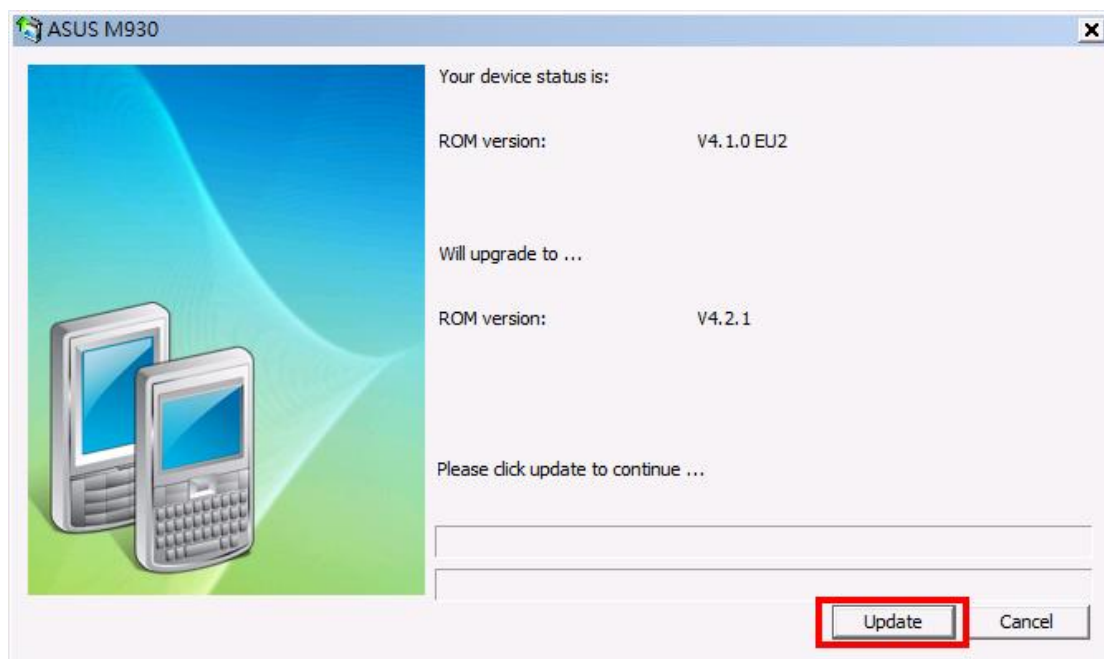 ASUS M930
Your device status is:
ROM version: V4.1.0 EU2
Will upgrade to ...
ROM version: V4.2.1
Please click update to continue ...
Update Cancel